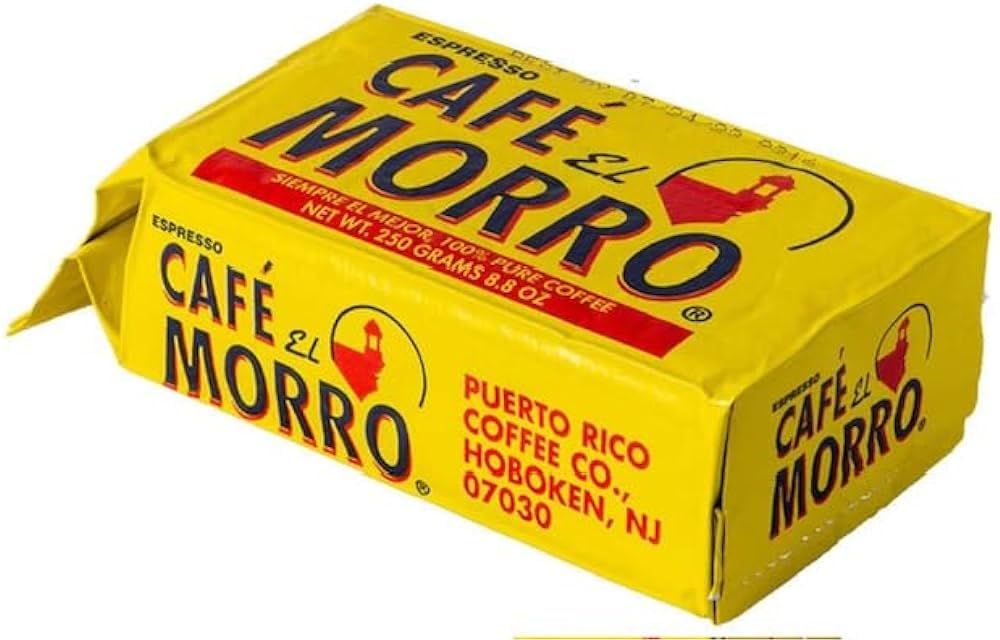 ESPRESSO
CAFÉ EL
MORRO®
SIEMPRE EL MEJOR, 100% PURE COFFEE
NET WT. 250 GRAMS 8.8 OZ
ESPRESSO
CAFÉ EL
MORRO®
PUERTO RICO
COFFEE CO.,
HOBOKEN, NJ
07030
ESPRESSO
CAFÉ EL
MORRO®